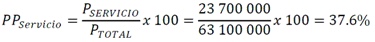 PP_Servicio = P_SERVICIO / P_TOTAL x 100 = 23 700 000 / 63 100 000 x 100 = 37.6%